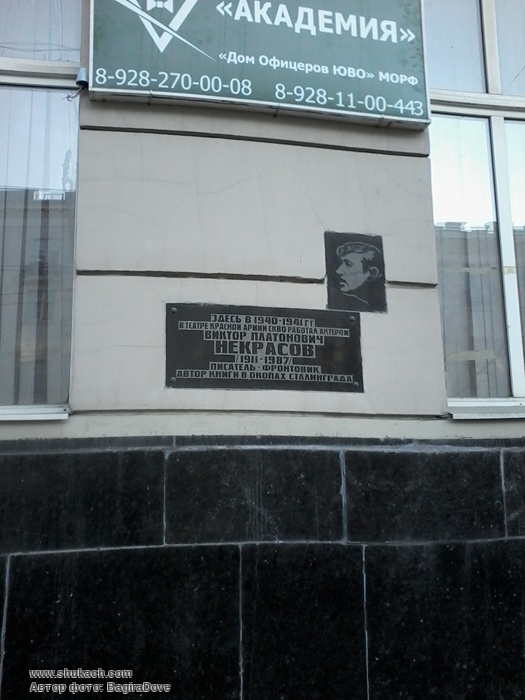 «АКАДЕМИЯ»
«Дом Офицеров ЮВО» МОРФ
8-928-270-00-08 8-928-11-00-443
ЗДЕСЬ В 1940-1941 ГГ
В ТЕАТРЕ КРАСНОЙ АРМИИ СКВО РАБОТАЛ АКТЕРОМ
ВИКТОР ПЛАТОНОВИЧ
НЕКРАСОВ
/1911-1987/
ПИСАТЕЛЬ - ФРОНТОВИК
АВТОР КНИГИ В ОКОПАХ СТАЛИНГРАДА
www.shukach.com
Автор фото: BagiraDove